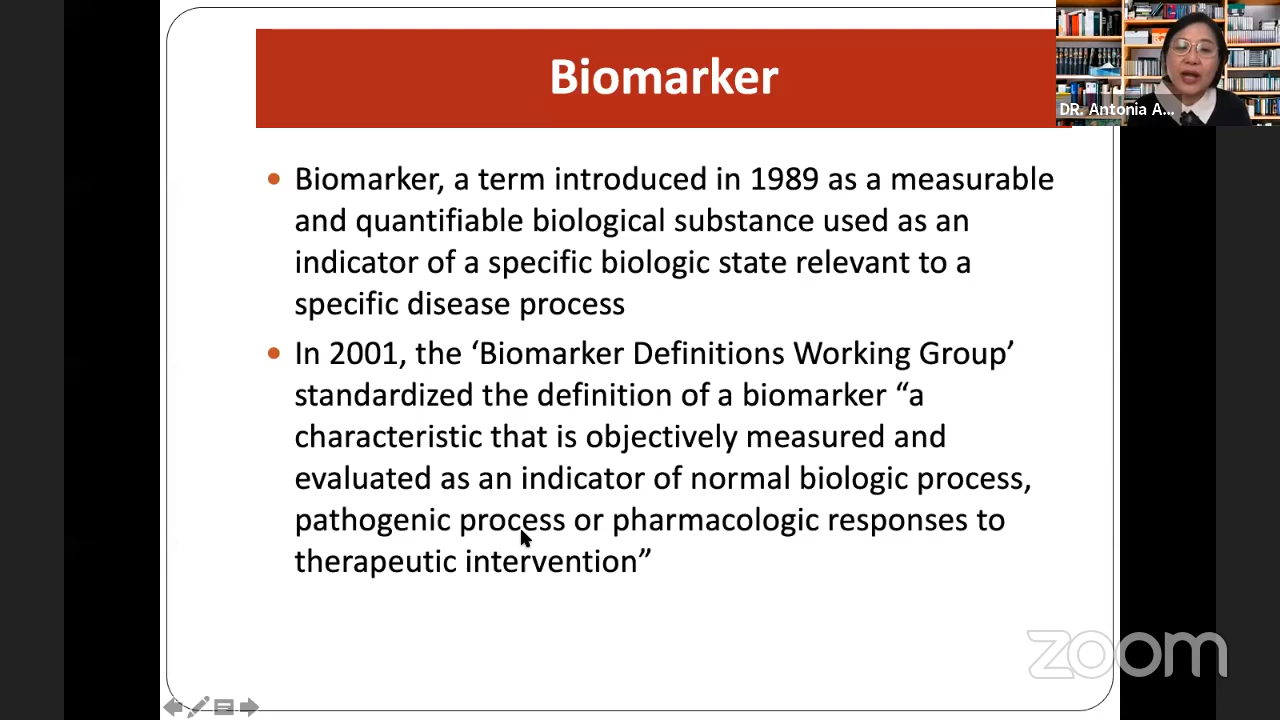 Biomarker
DR. Antonia A...
• Biomarker, a term introduced in 1989 as a measurable
and quantifiable biological substance used as an
indicator of a specific biologic state relevant to a
specific disease process
• In 2001, the ‘Biomarker Definitions Working Group’
standardized the definition of a biomarker “a
characteristic that is objectively measured and
evaluated as an indicator of normal biologic process,
pathogenic process or pharmacologic responses to
therapeutic intervention”
zoom